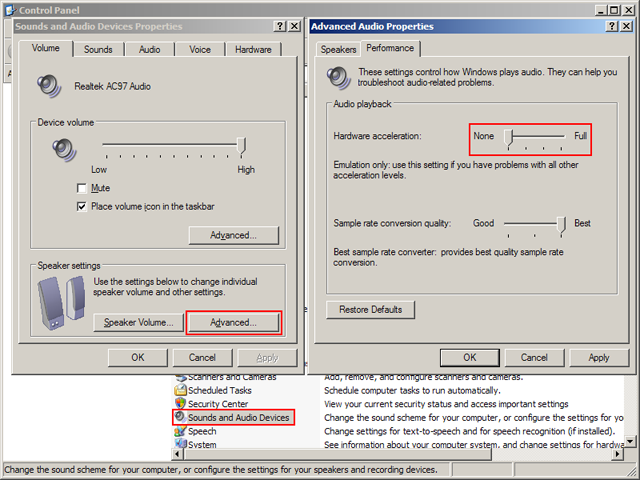 Control Panel
Sounds and Audio Devices Properties
Volume
Sounds
Audio
Voice
Hardware
Realtek AC97 Audio
Device volume
Low
High
Mute
Place volume icon in the taskbar
Advanced...
Speaker settings
Use the settings below to change individual
speaker volume and other settings.
Speaker Volume...
Advanced...
OK
Cancel
Apply
Advanced Audio Properties
Speakers
Performance
These settings control how Windows plays audio. They can help you
troubleshoot audio-related problems.
Audio playback
Hardware acceleration:
None
Full
Emulation only: use this setting if you have problems with all other
acceleration levels.
Sample rate conversion quality:
Good
Best
Best sample rate converter: provides best quality sample rate
conversion.
Restore Defaults
OK
Cancel
Apply
Scanners and Cameras
Add, remove, and configure scanners and cameras.
Scheduled Tasks
Schedule computer tasks to run automatically.
Security Center
View your current security status and access important settings
Sounds and Audio Devices
Change the sound scheme for your computer, or configure the settings for yo
Speech
Change settings for text-to-speech and for speech recognition (if installed).
System
See information about your computer system, and change settings for hardwa
Change the sound scheme for your computer, or configure the settings for your speakers and recording devices.